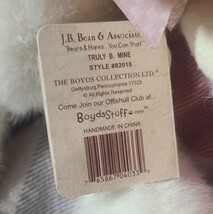 J.B. Bean & Associates
"Bears & Hares You Can Trust"
TRULY B. MINE
STYLE #82018
THE BOYDS COLLECTION LTD.
Gettysburg, Pennsylvania 17325
© All Rights Reserved
Come Join our Offishull Club at...
BoydsStuff.com
HANDMADE IN CHINA